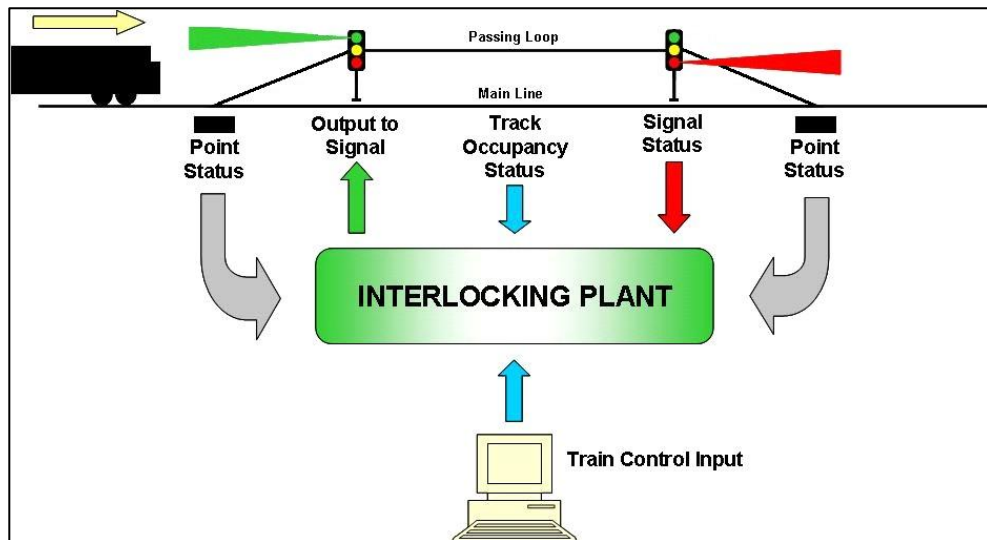 Passing Loop
Main Line
Point
Status
Output to
Signal
Track
Occupancy
Status
Signal
Status
Point
Status
INTERLOCKING PLANT
Train Control Input